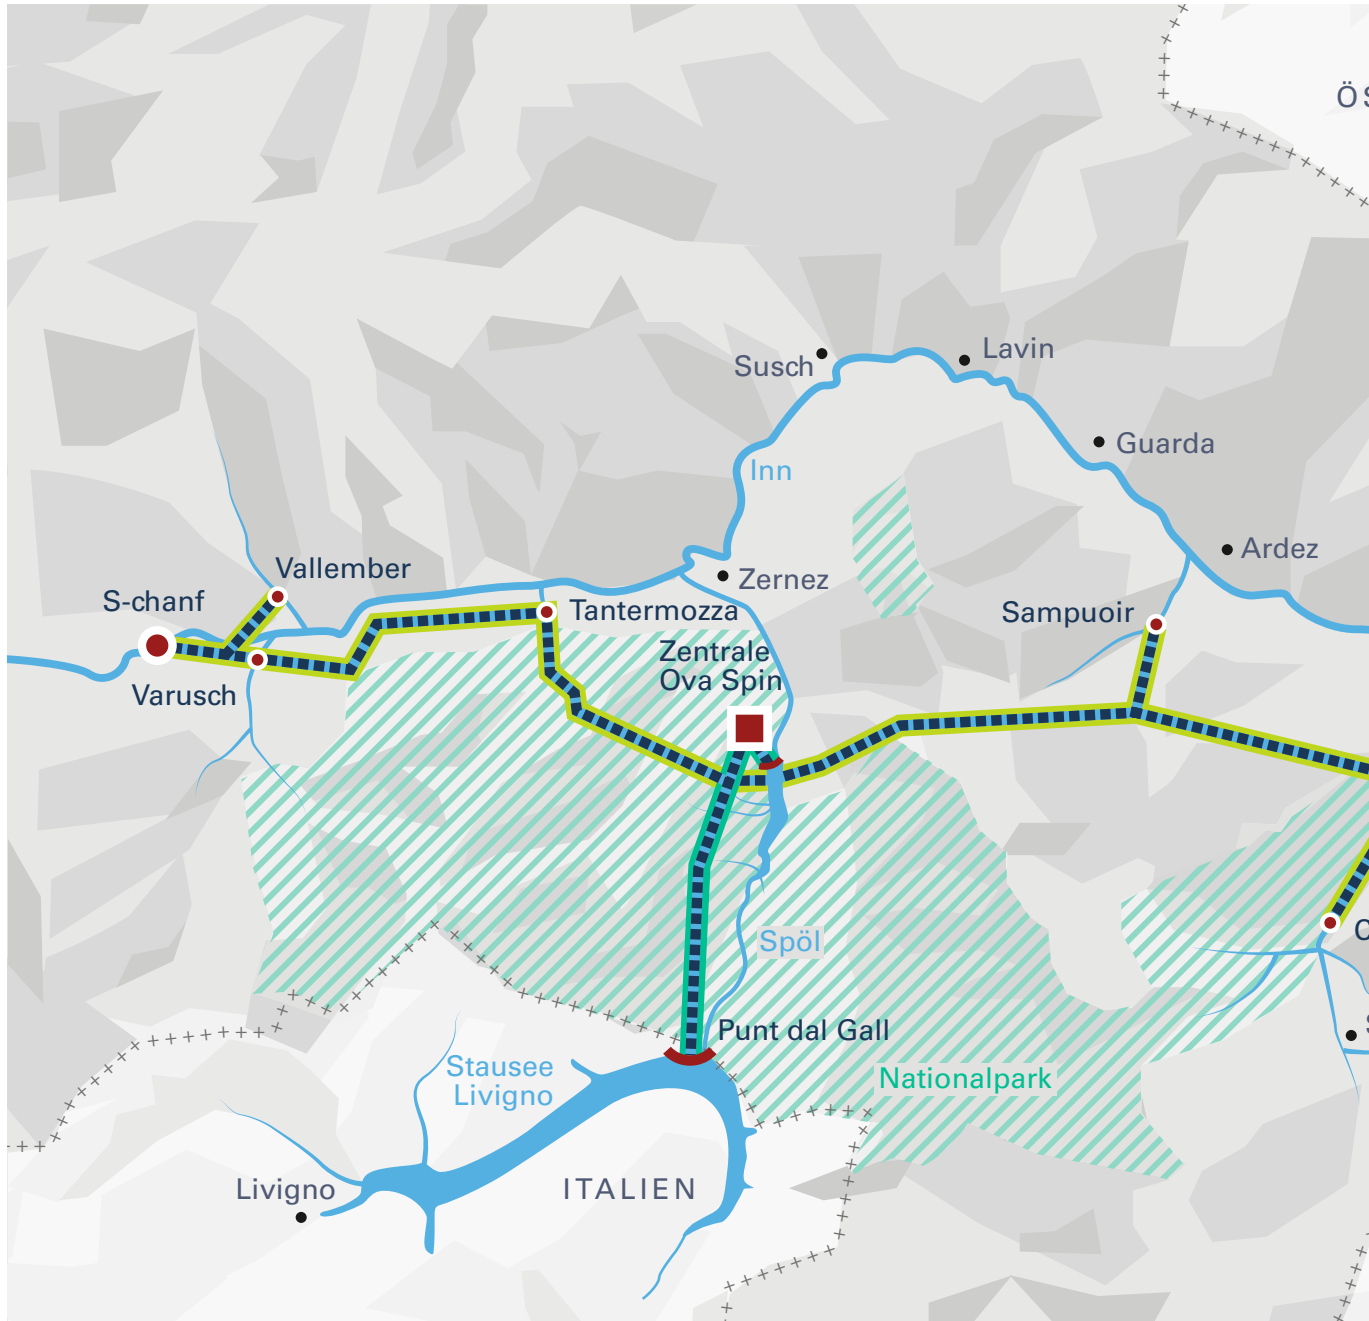 Susch
Lavin
Guarda
Inn
Ardez
Vallember
Zernez
S-chanf
Tantermozza
Sampuoir
Zentrale
Ova Spin
Varusch
Spöl
Punt dal Gall
Stausee
Livigno
Nationalpark
Livigno
ITALIEN